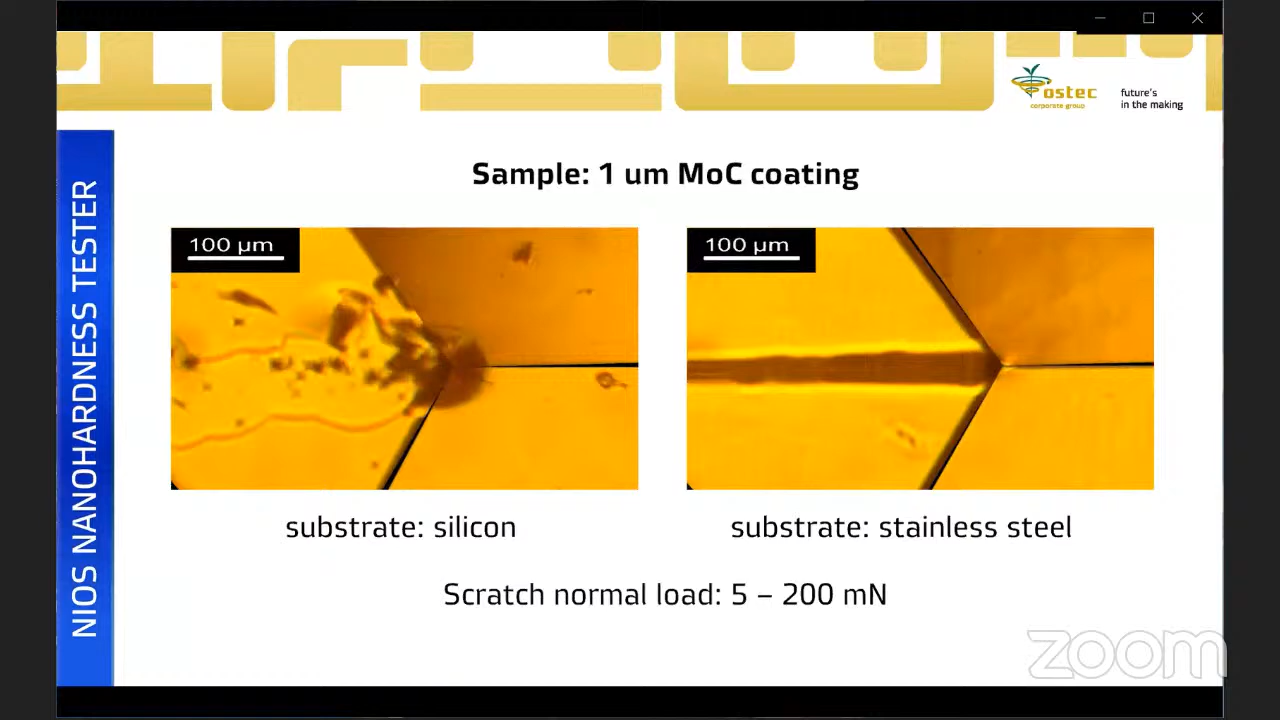 ostec
corporate group
future's
in the making
NIOS NANOHARDNESS TESTER
Sample: 1 um MoC coating
100 µm
100 µm
substrate: silicon
substrate: stainless steel
Scratch normal load: 5 – 200 mN
zoom